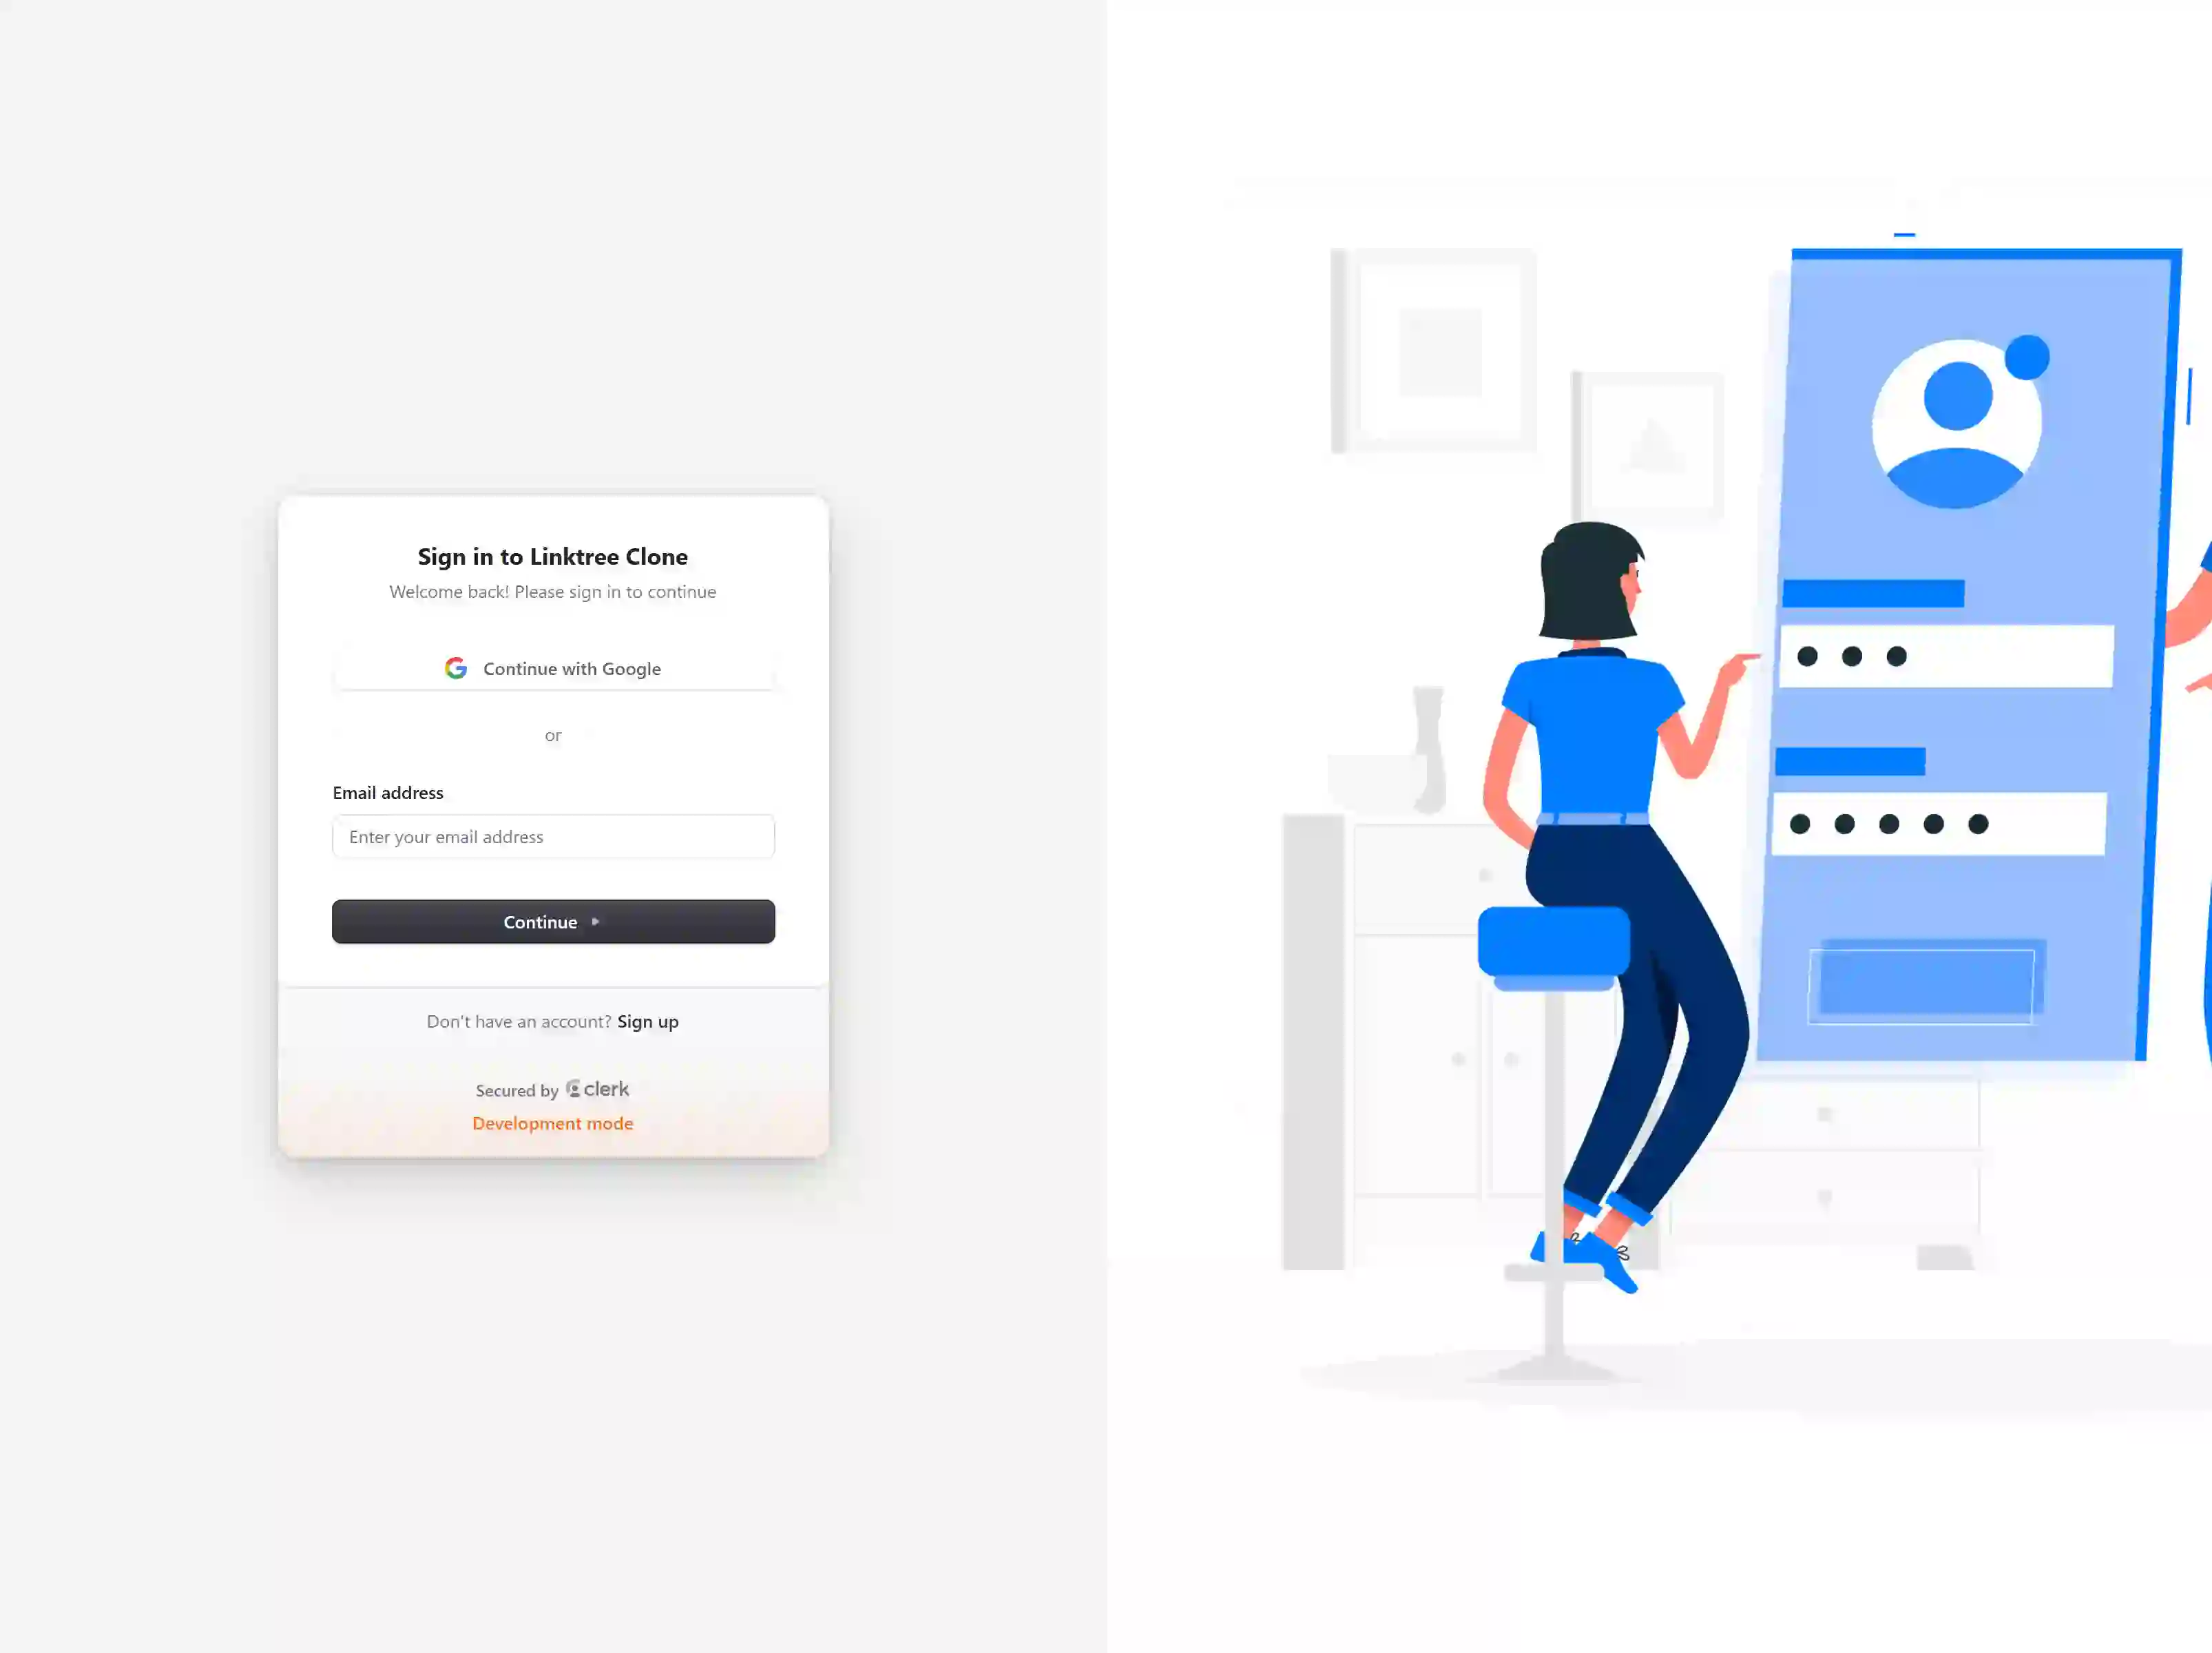 Sign in to Linktree Clone
Welcome back! Please sign in to continue
Continue with Google
or
Email address
Enter your email address
Continue
Don't have an account? Sign up
Secured by clerk
Development mode